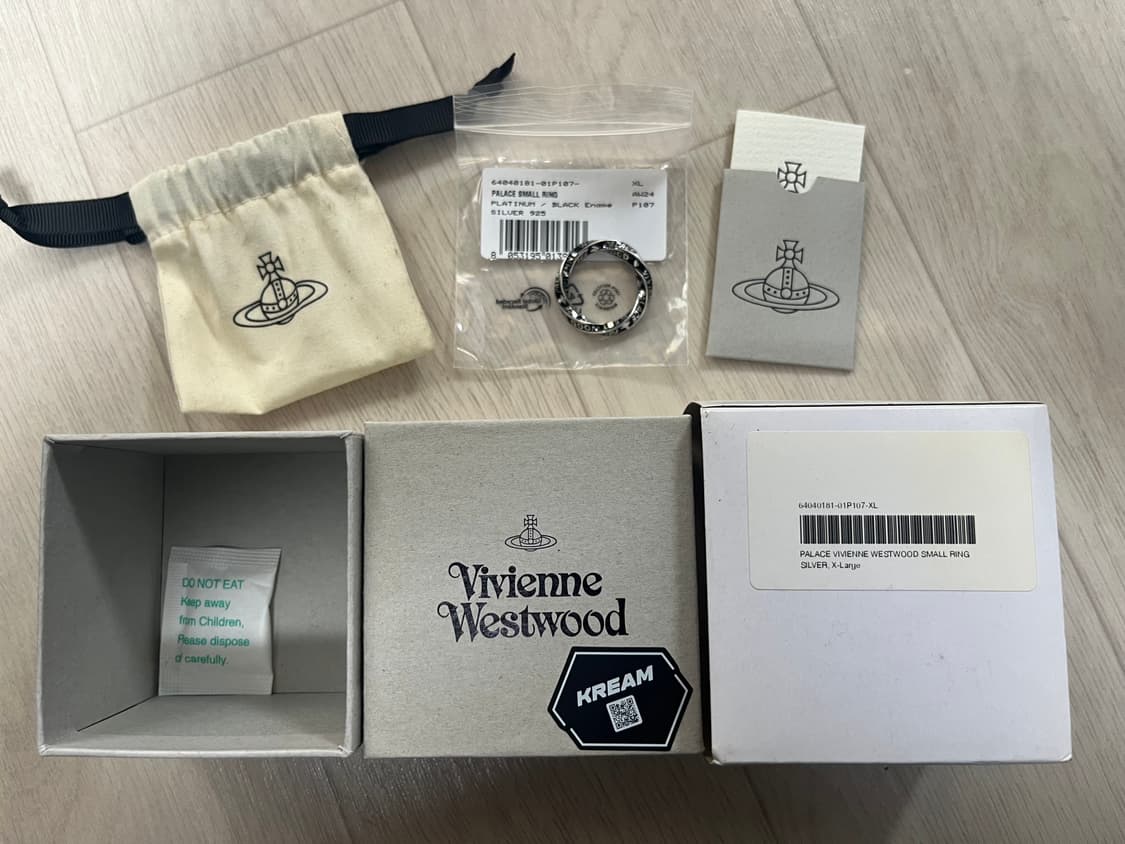 64040181-01P107- XL
PALACE SMALL RING AW24
PLATINUM / BLACK Ename P107
SILVER 925
DO NOT EAT
Keep away
from Children,
Please dispose
of carefully.
Vivienne
Westwood
KREAM
64040181-01P107-XL
PALACE VIVIENNE WESTWOOD SMALL RING
SILVER, X-Large